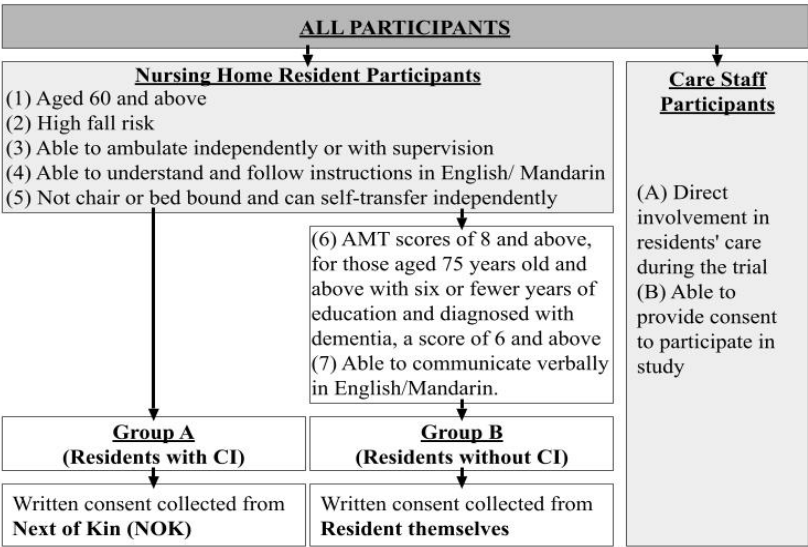 ALL PARTICIPANTS
Nursing Home Resident Participants
(1) Aged 60 and above
(2) High fall risk
(3) Able to ambulate independently or with supervision
(4) Able to understand and follow instructions in English/ Mandarin
(5) Not chair or bed bound and can self-transfer independently
(6) AMT scores of 8 and above,
for those aged 75 years old and
above with six or fewer years of
education and diagnosed with
dementia, a score of 6 and above
(7) Able to communicate verbally
in English/Mandarin.
Group A
(Residents with CI)
Written consent collected from
Next of Kin (NOK)
Group B
(Residents without CI)
Written consent collected from
Resident themselves
Care Staff
Participants
(A) Direct
involvement in
residents' care
during the trial
(B) Able to
provide consent
to participate in
study